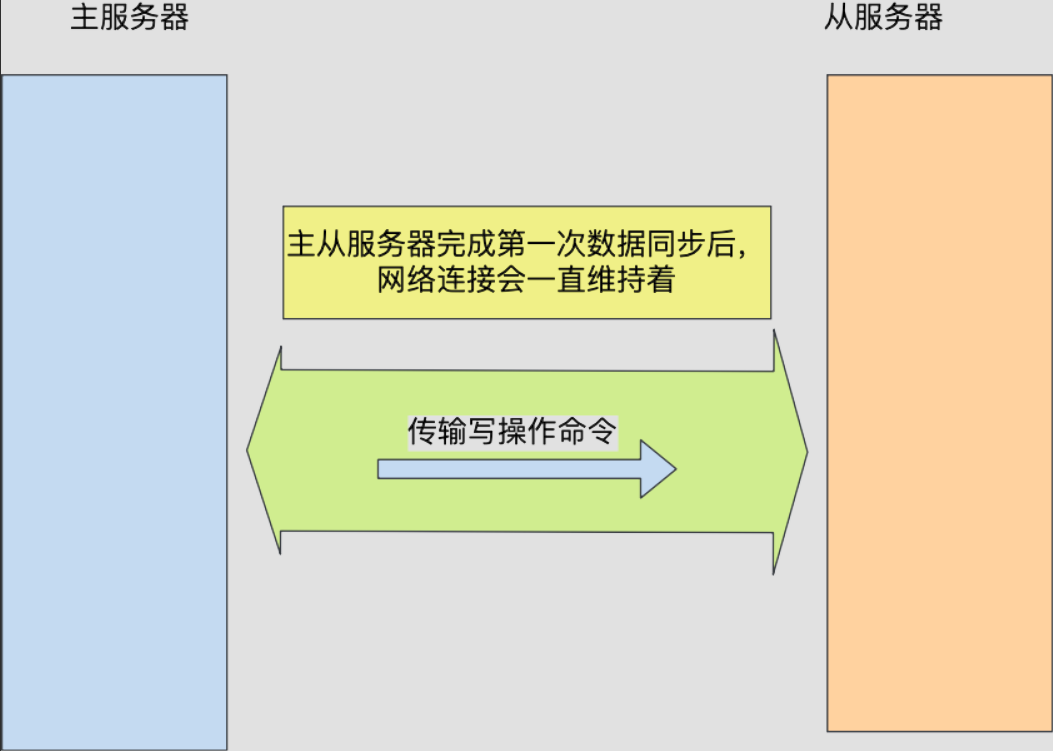 主服务器
从服务器
主从服务器完成第一次数据同步后，
网络连接会一直维持着
传输写操作命令